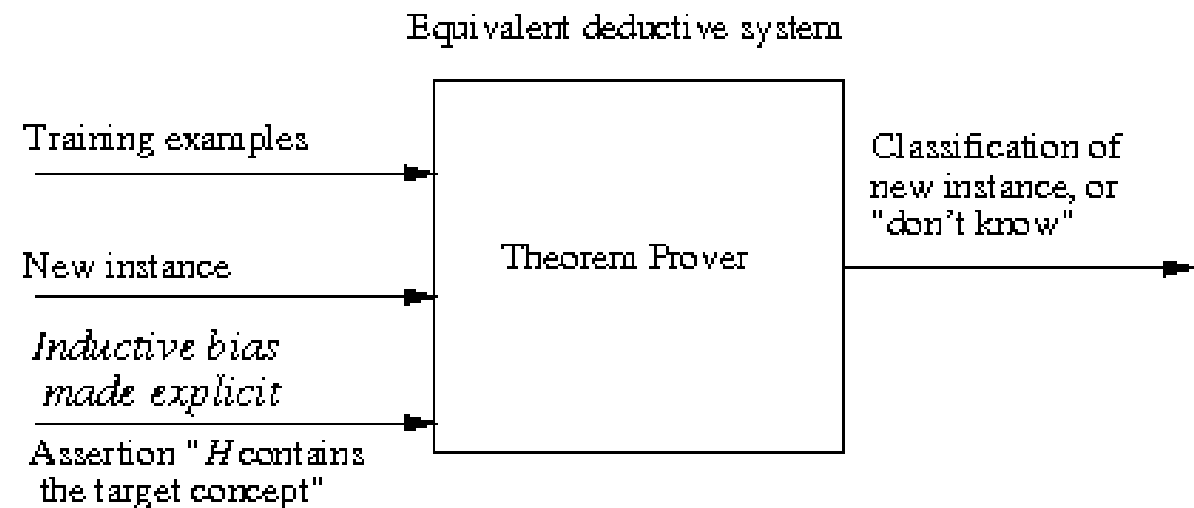 Equivalent deductive system
Training examples
New instance
Inductive bias
made explicit
Assertion "H contains
the target concept"
Theorem Prover
Classification of
new instance, or
"don't know"